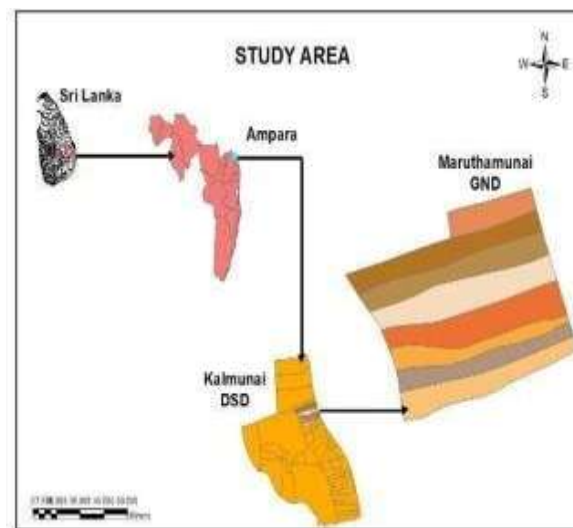 STUDY AREA
N
W E
S
Sri Lanka
Ampara
Maruthamunai
GND
Kalmunai
DSD